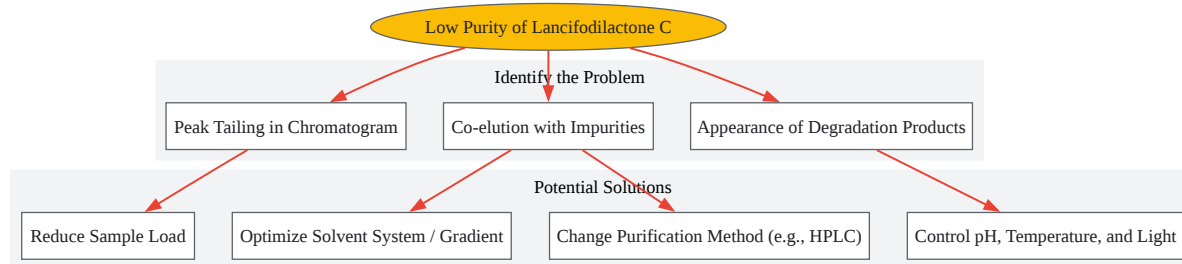 Low Purity of Lancifodilactone C
Identify the Problem
Peak Tailing in Chromatogram
Co-elution with Impurities
Appearance of Degradation Products
Potential Solutions
Reduce Sample Load
Optimize Solvent System / Gradient
Change Purification Method (e.g., HPLC)
Control pH, Temperature, and Light